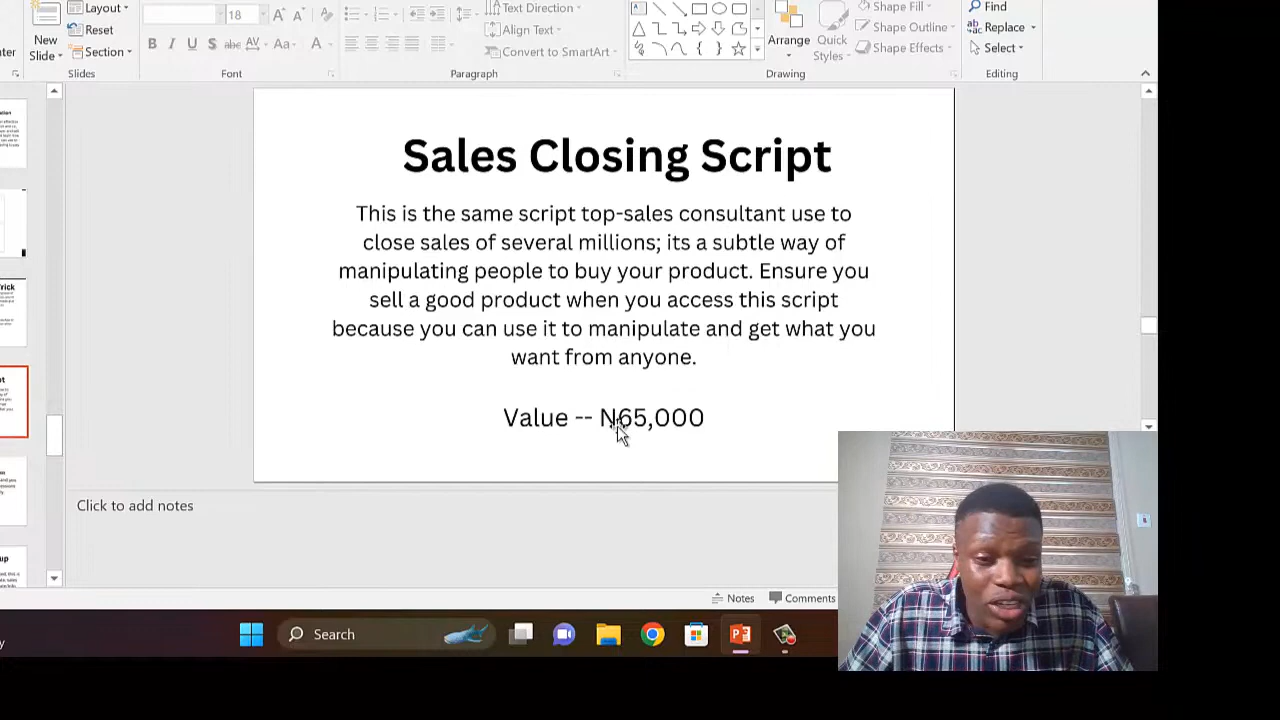 Layout
Reset
Section
New
Slide
Slides
18
B I U S abc AV Aa A
Font
Text Direction
Align Text
Convert to SmartArt
Paragraph
Arrange
Quick
Styles
Shape Fill
Shape Outline
Shape Effects
Drawing
Find
Replace
Select
Editing
Sales Closing Script
This is the same script top-sales consultant use to
close sales of several millions; its a subtle way of
manipulating people to buy your product. Ensure you
sell a good product when you access this script
because you can use it to manipulate and get what you
want from anyone.
Value -- N65,000
Click to add notes
Notes
Comments
Search